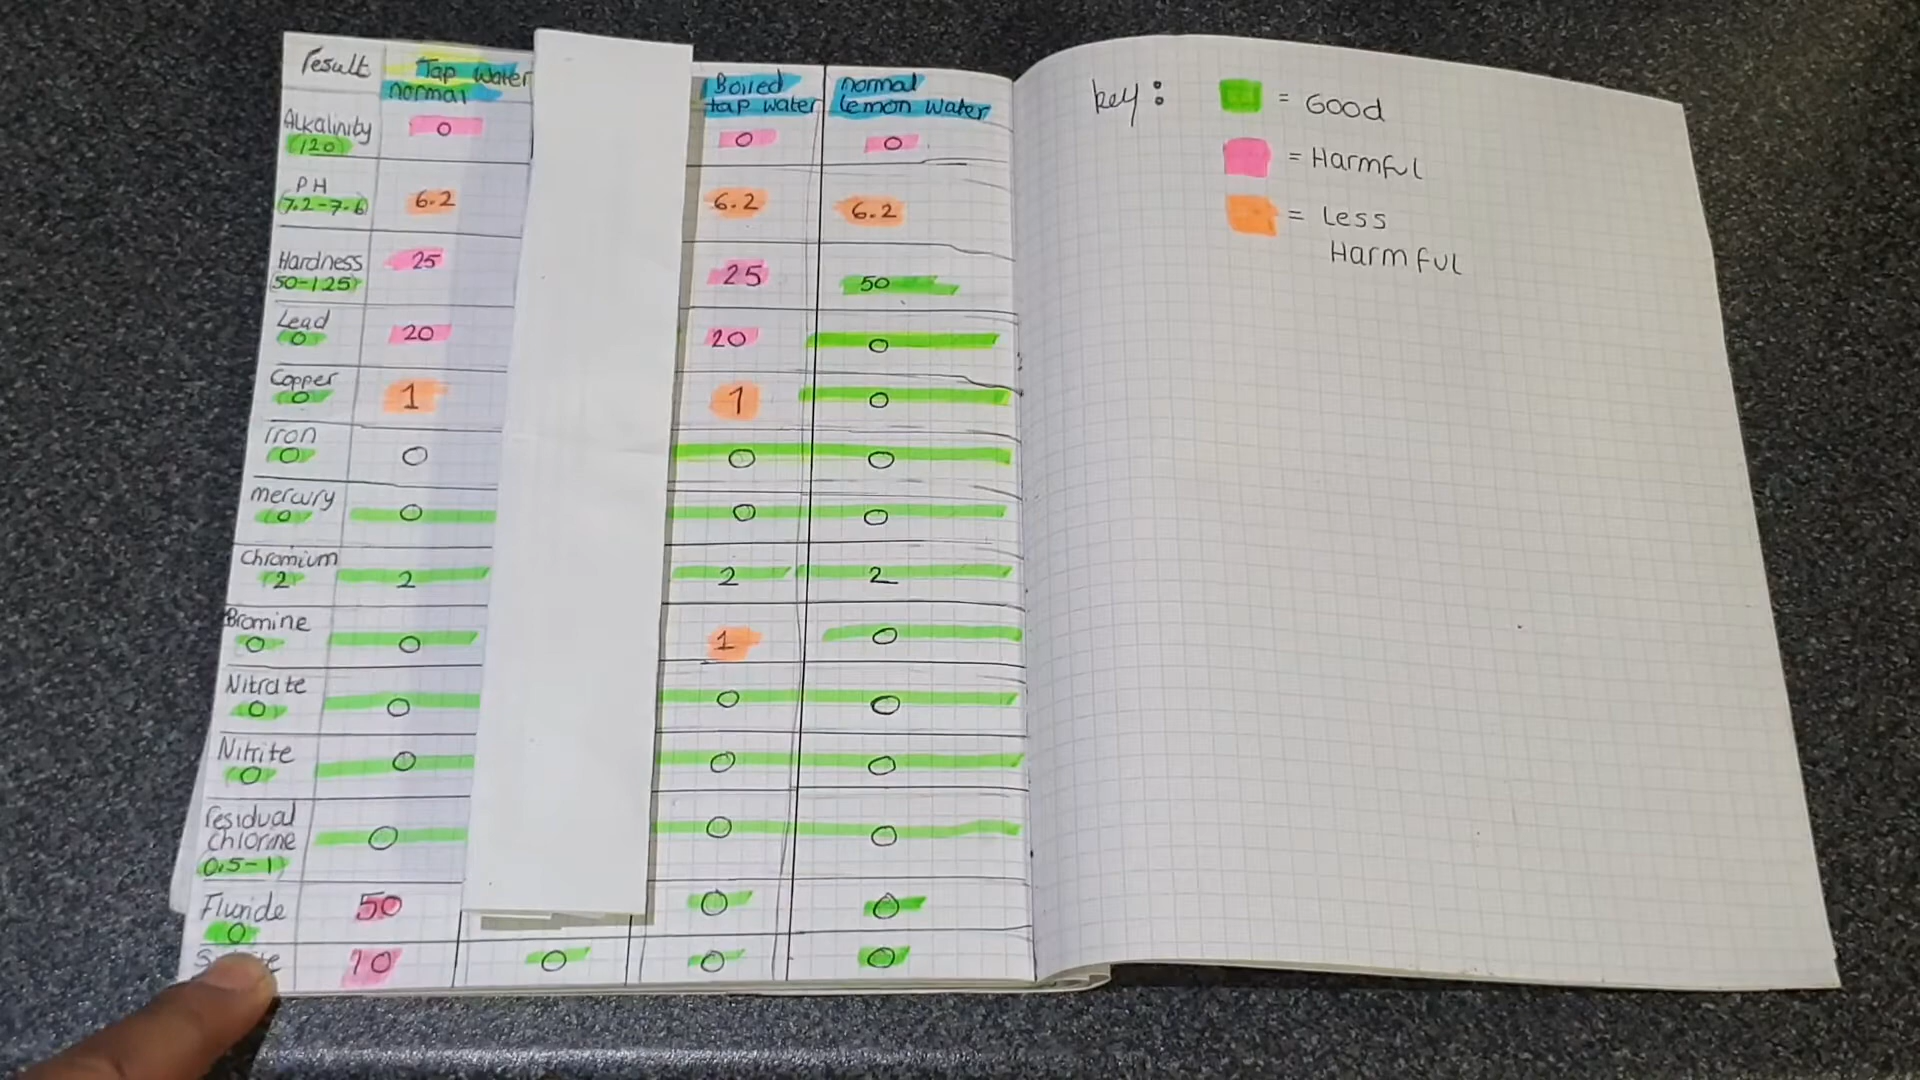 result Tap water normal Boiled tap water normal lemon water
Alkalinity 120 0 0 0
PH 7.2-7.6 6.2 6.2 6.2
Hardness 50-125 25 25 50
Lead 0 20 20 0
Copper 0 1 1 0
Iron 0 0 0 0
mercury 0 0 0 0
Chromium 2 2 2 2
Bromine 0 0 1 0
Nitrate 0 0 0 0
Nitrite 0 0 0 0
residual chlorine 0.5-1 0 0 0
Fluride 0 50 0 0
10 0 0 0
key:
= Good
= Harmful
= Less
Harmful